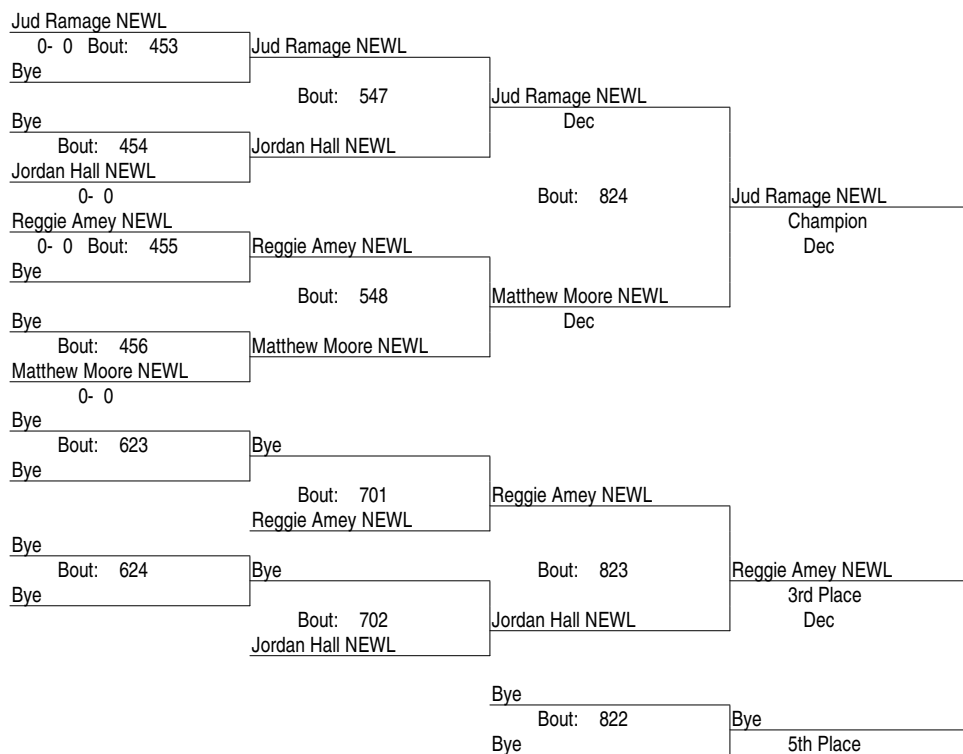 Jud Ramage NEWL
0- 0 Bout: 453 Jud Ramage NEWL
Bye
Bout: 547 Jud Ramage NEWL
Bye Dec
Bout: 454 Jordan Hall NEWL
Jordan Hall NEWL
0- 0 Bout: 824 Jud Ramage NEWL
Reggie Amey NEWL Champion
0- 0 Bout: 455 Reggie Amey NEWL Dec
Bye
Bout: 548 Matthew Moore NEWL
Bye Dec
Bout: 456 Matthew Moore NEWL
Matthew Moore NEWL
0- 0
Bye
Bout: 623 Bye
Bye
Bout: 701 Reggie Amey NEWL
Reggie Amey NEWL
Bye
Bout: 624 Bye Bout: 823 Reggie Amey NEWL
Bye 3rd Place
Bout: 702 Jordan Hall NEWL Dec
Jordan Hall NEWL
Bye
Bout: 822 Bye
Bye 5th Place